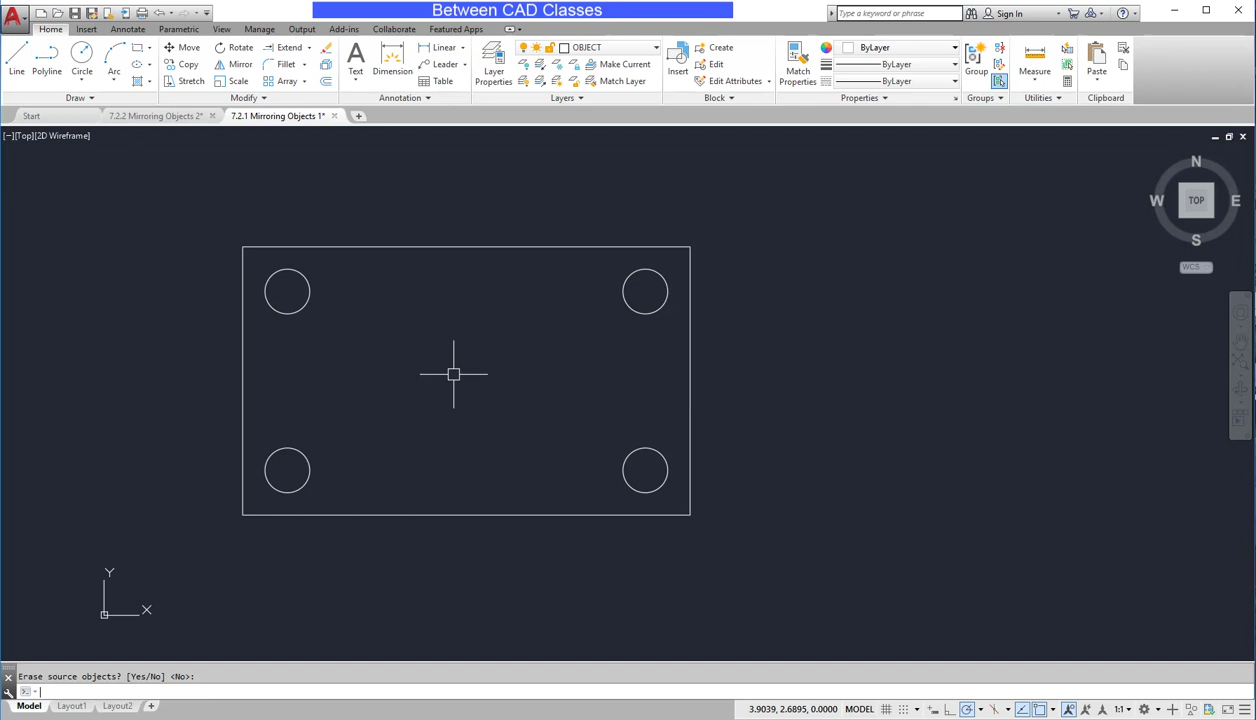 Between CAD Classes
A
Type a keyword or phrase
Sign In
Home Insert Annotate Parametric View Manage Output Add-ins Collaborate Featured Apps
Line Polyline Circle Arc
Move Rotate Extend
Copy Mirror Fillet
Stretch Scale Array
Text Dimension
Linear
Leader
Table
Layer
Properties
OBJECT
Make Current
Match Layer
Insert
Create
Edit
Edit Attributes
Match
Properties
ByLayer
ByLayer
ByLayer
Group
Measure
Paste
Draw Modify Annotation Layers Block Properties Groups Utilities Clipboard
Start 7.2.2 Mirroring Objects 2* 7.2.1 Mirroring Objects 1*
[−][Top][2D Wireframe]
N
W TOP E
S
WCS
Y
X
Erase source objects? [Yes/No] <No>:
Model Layout1 Layout2
3.9039, 2.6895, 0.0000 MODEL 1:1